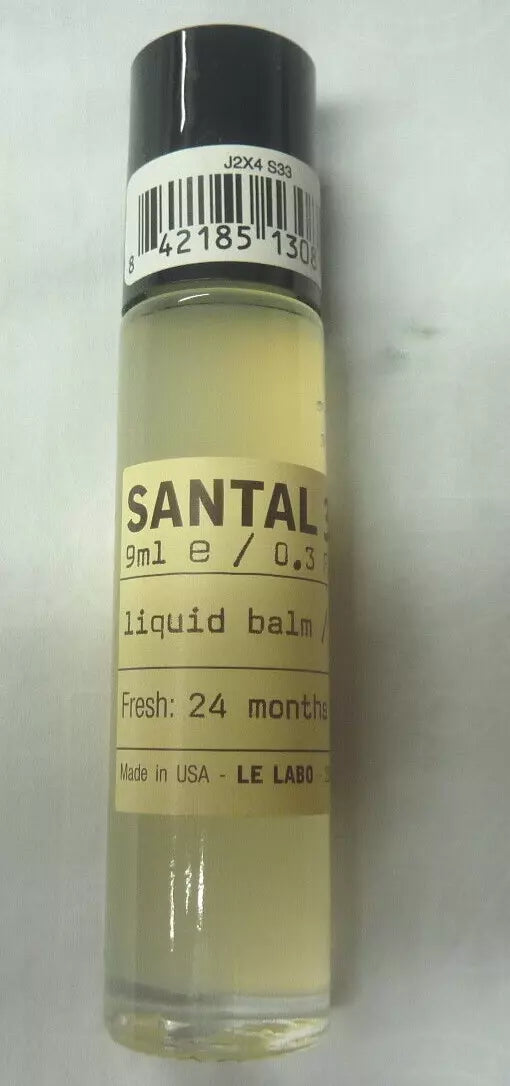 J2X4 S33
8 42185 1308
SANTAL 3
9ml e / 0.3
liquid balm /
Fresh: 24 months
Made in USA - LE LABO -